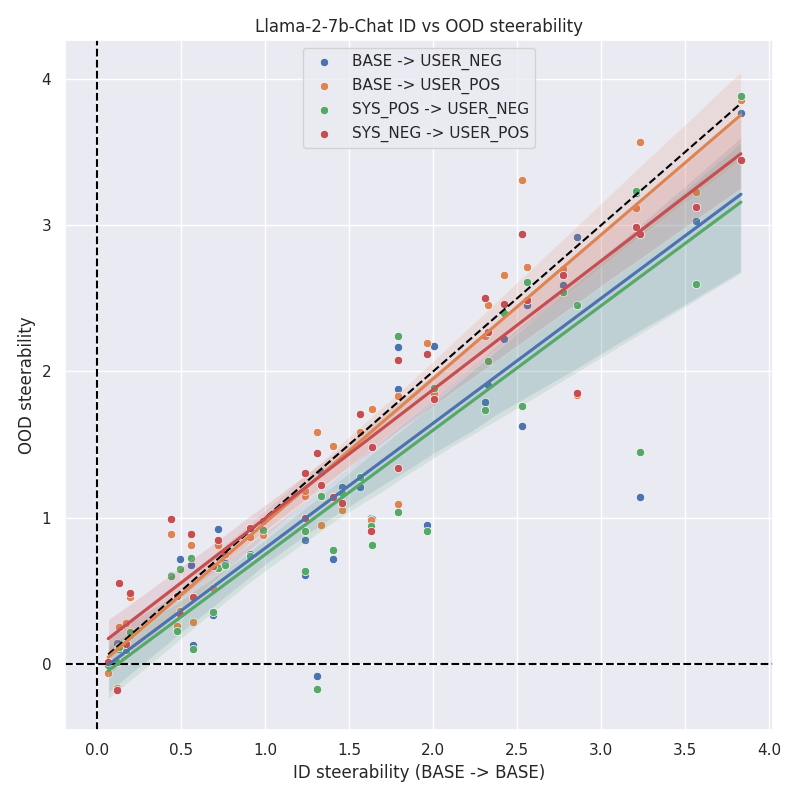 Llama-2-7b-Chat ID vs OOD steerability
BASE -> USER_NEG
BASE -> USER_POS
SYS_POS -> USER_NEG
SYS_NEG -> USER_POS
OOD steerability
4
3
2
1
0
0.0 0.5 1.0 1.5 2.0 2.5 3.0 3.5 4.0
ID steerability (BASE -> BASE)